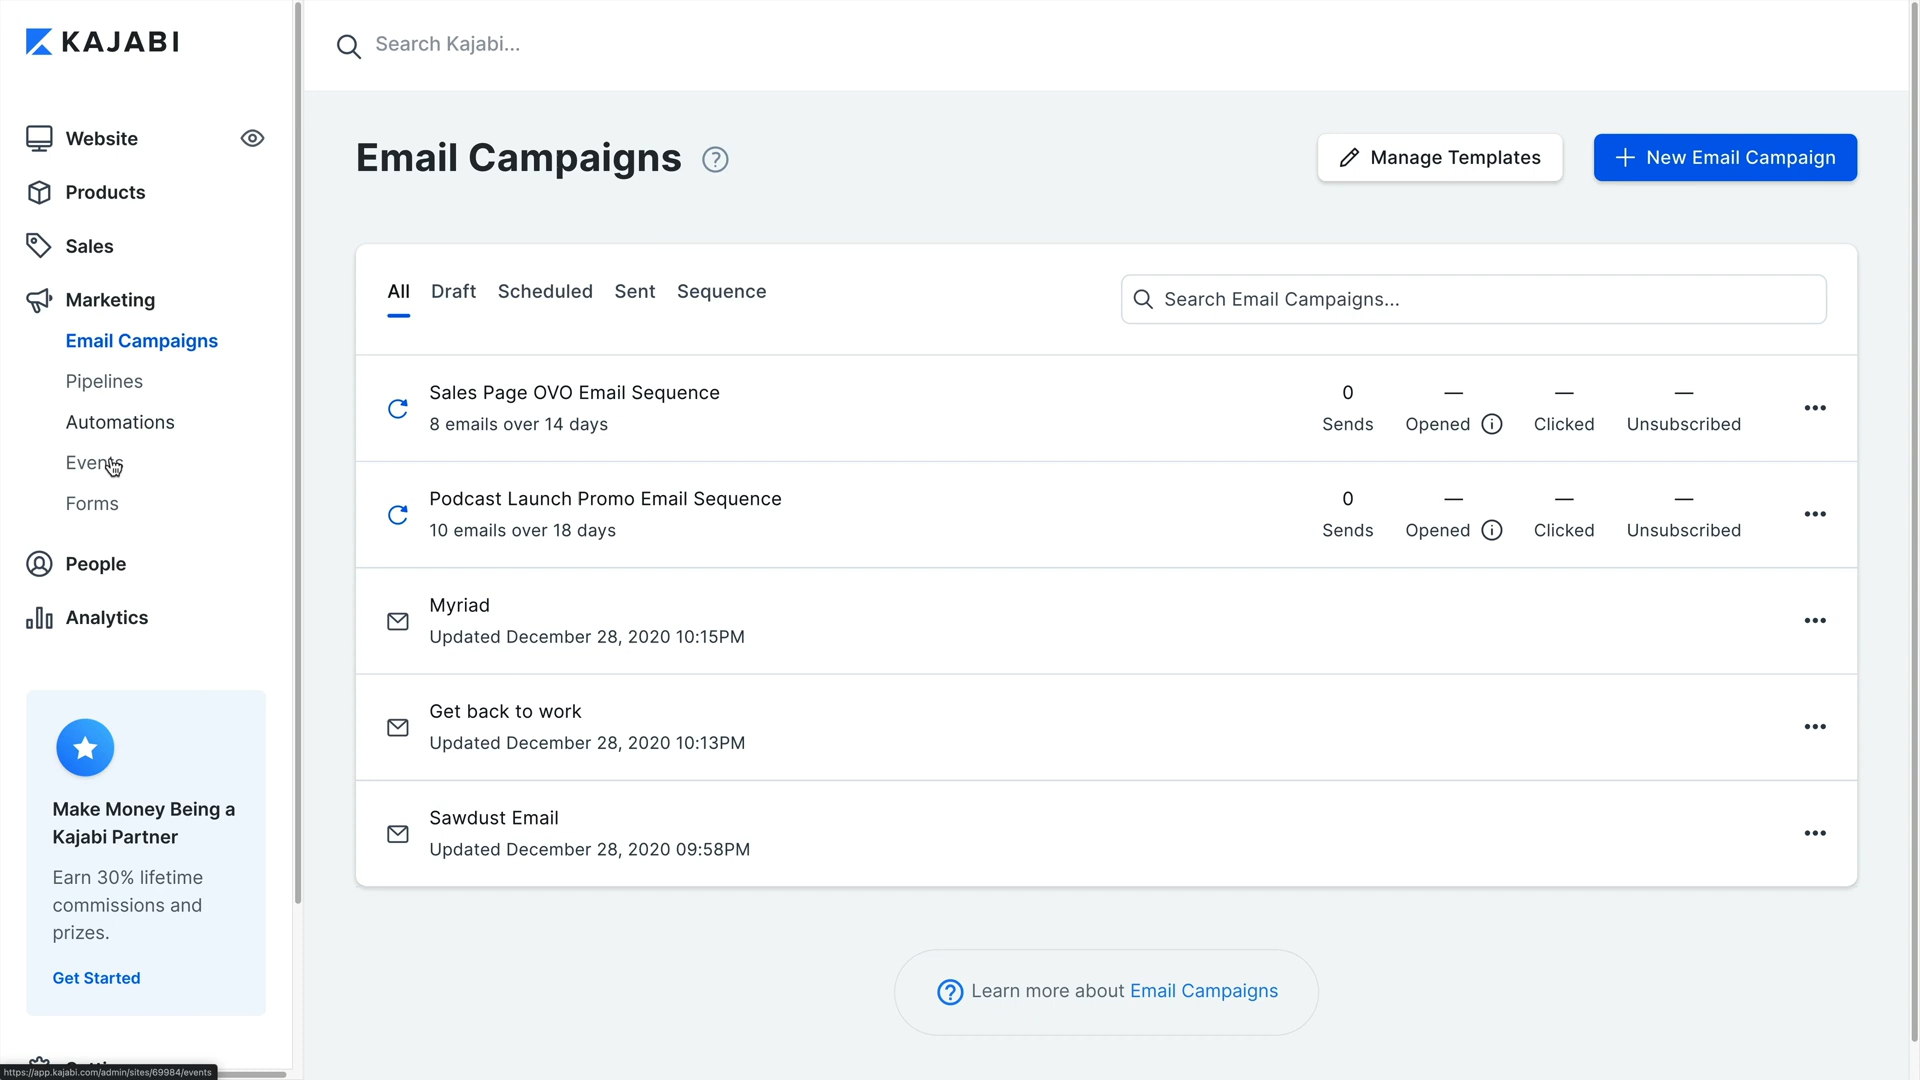 KAJABI
Search Kajabi...
Website
Products
Sales
Marketing
Email Campaigns
Pipelines
Automations
Events
Forms
People
Analytics
Make Money Being a
Kajabi Partner
Earn 30% lifetime
commissions and
prizes.
Get Started
https://app.kajabi.com/admin/sites/69984/events
Email Campaigns
Manage Templates
New Email Campaign
All Draft Scheduled Sent Sequence
Search Email Campaigns...
Sales Page OVO Email Sequence
8 emails over 14 days
0 — — —
Sends Opened Clicked Unsubscribed
Podcast Launch Promo Email Sequence
10 emails over 18 days
0 — — —
Sends Opened Clicked Unsubscribed
Myriad
Updated December 28, 2020 10:15PM
Get back to work
Updated December 28, 2020 10:13PM
Sawdust Email
Updated December 28, 2020 09:58PM
Learn more about Email Campaigns